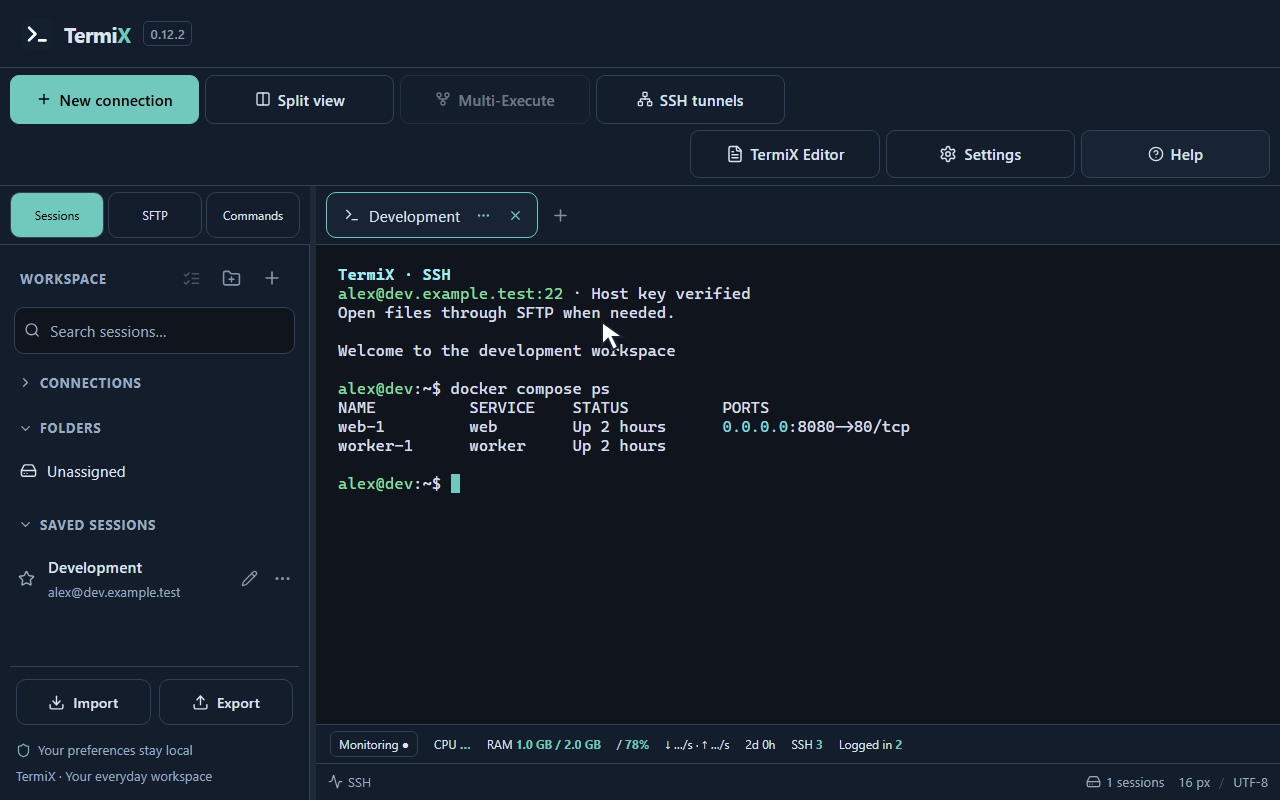 TermiX 0.12.2
+ New connection Split view Multi-Execute SSH tunnels
TermiX Editor Settings Help
Sessions SFTP Commands
Development ··· × +
WORKSPACE
Search sessions...
CONNECTIONS
FOLDERS
Unassigned
SAVED SESSIONS
Development
alex@dev.example.test
Import Export
Your preferences stay local
TermiX · Your everyday workspace
TermiX · SSH
alex@dev.example.test:22 · Host key verified
Open files through SFTP when needed.
Welcome to the development workspace
alex@dev:~$ docker compose ps
NAME SERVICE STATUS PORTS
web-1 web Up 2 hours 0.0.0.0:8080->80/tcp
worker-1 worker Up 2 hours
alex@dev:~$
Monitoring ● CPU ... RAM 1.0 GB / 2.0 GB / 78% ↓ .../s · ↑ .../s 2d 0h SSH 3 Logged in 2
SSH 1 sessions 16 px / UTF-8